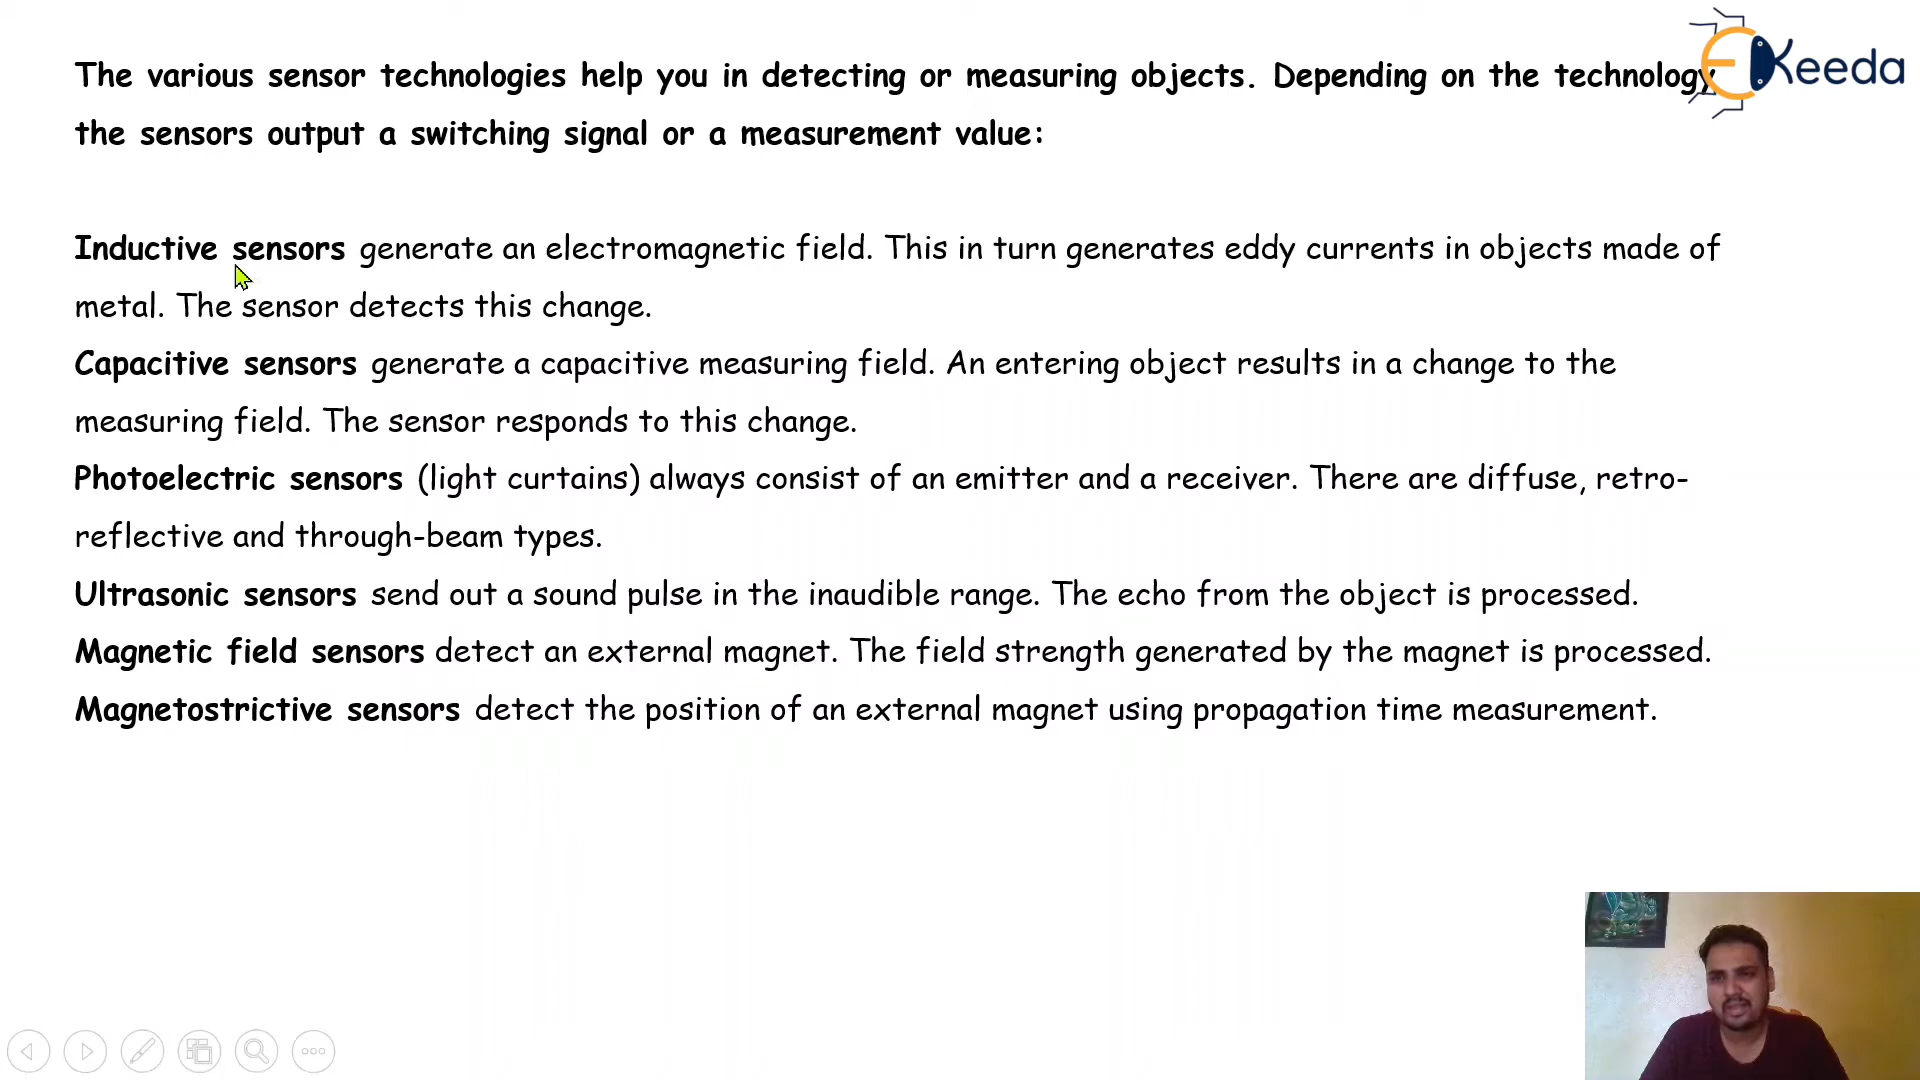 The various sensor technologies help you in detecting or measuring objects. Depending on the technology
the sensors output a switching signal or a measurement value:
Inductive sensors generate an electromagnetic field. This in turn generates eddy currents in objects made of
metal. The sensor detects this change.
Capacitive sensors generate a capacitive measuring field. An entering object results in a change to the
measuring field. The sensor responds to this change.
Photoelectric sensors (light curtains) always consist of an emitter and a receiver. There are diffuse, retro-
reflective and through-beam types.
Ultrasonic sensors send out a sound pulse in the inaudible range. The echo from the object is processed.
Magnetic field sensors detect an external magnet. The field strength generated by the magnet is processed.
Magnetostrictive sensors detect the position of an external magnet using propagation time measurement.
EKeeda